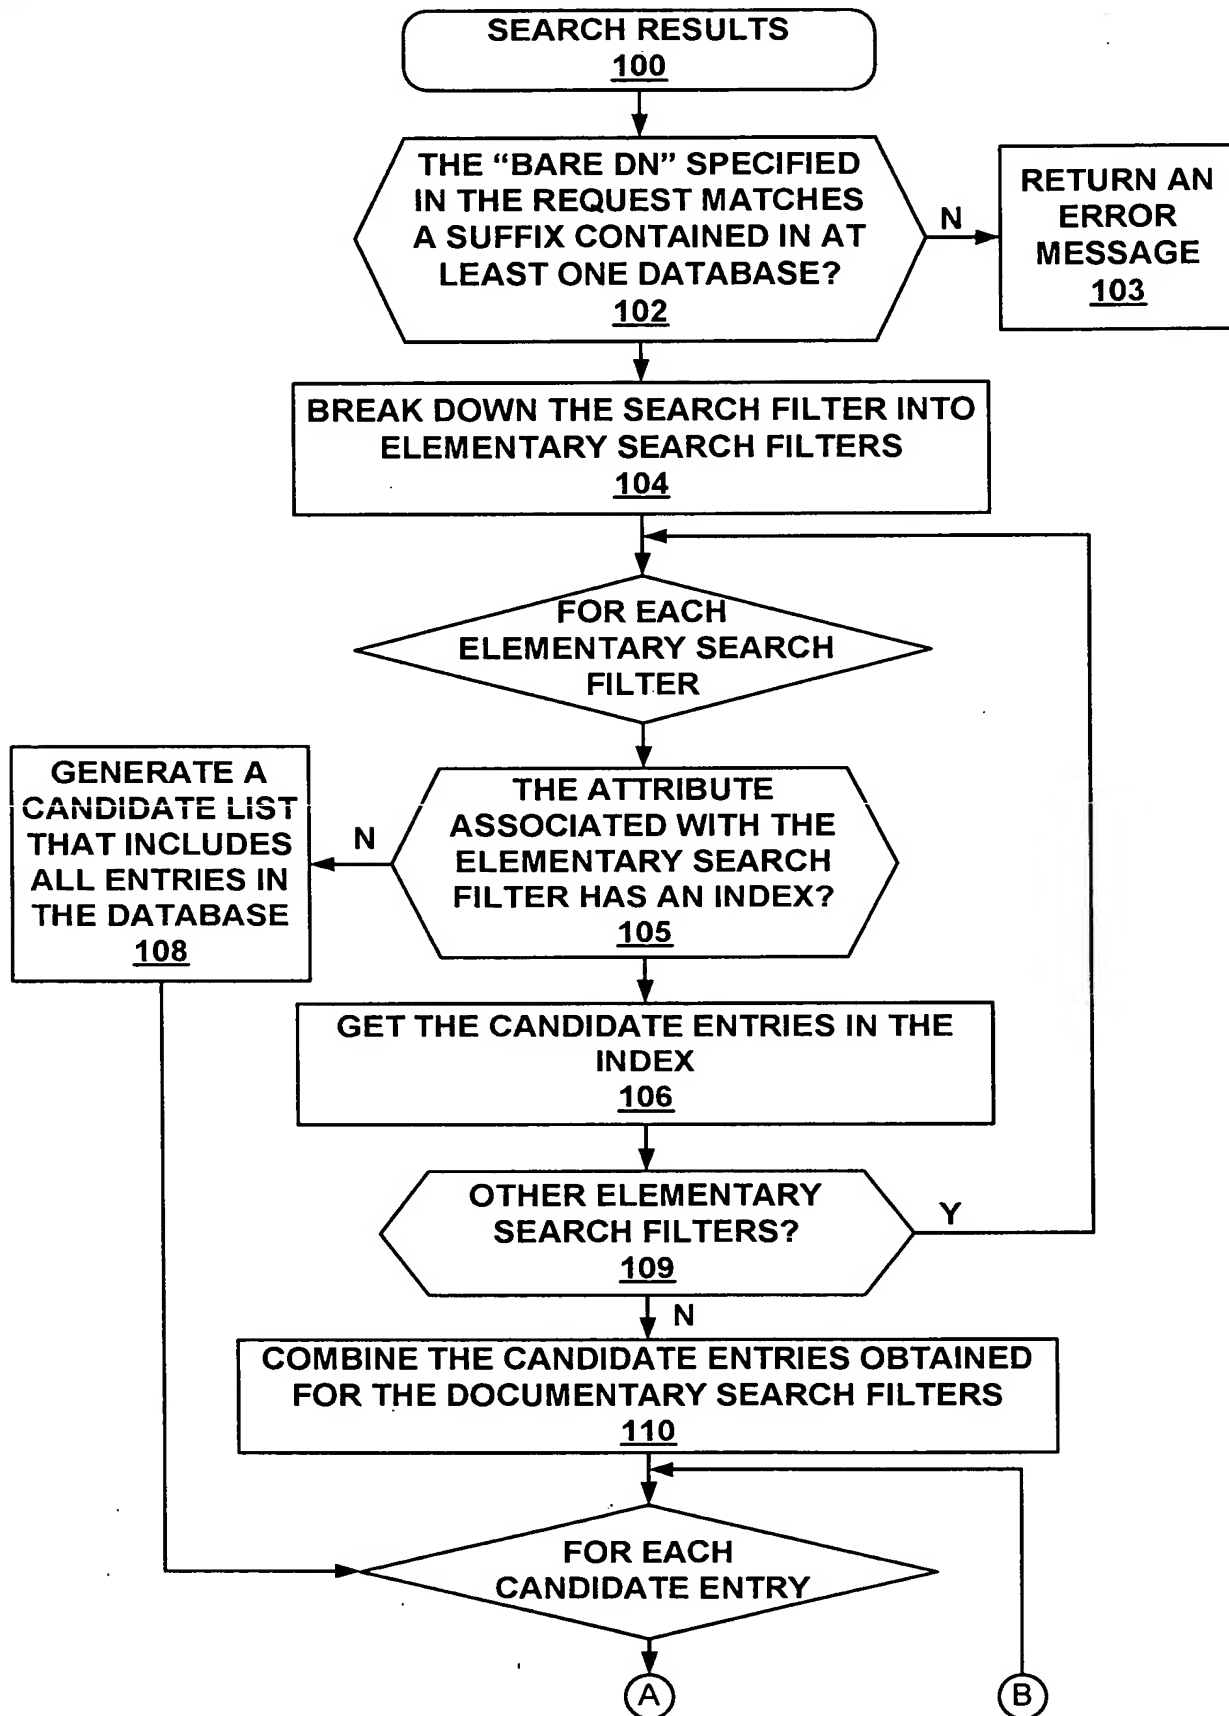 SEARCH RESULTS
100
THE “BARE DN” SPECIFIED
IN THE REQUEST MATCHES
A SUFFIX CONTAINED IN AT
LEAST ONE DATABASE?
102
N
RETURN AN
ERROR
MESSAGE
103
BREAK DOWN THE SEARCH FILTER INTO
ELEMENTARY SEARCH FILTERS
104
FOR EACH
ELEMENTARY SEARCH
FILTER
GENERATE A
CANDIDATE LIST
THAT INCLUDES
ALL ENTRIES IN
THE DATABASE
108
N
THE ATTRIBUTE
ASSOCIATED WITH THE
ELEMENTARY SEARCH
FILTER HAS AN INDEX?
105
GET THE CANDIDATE ENTRIES IN THE
INDEX
106
OTHER ELEMENTARY
SEARCH FILTERS?
109
Y
N
COMBINE THE CANDIDATE ENTRIES OBTAINED
FOR THE DOCUMENTARY SEARCH FILTERS
110
FOR EACH
CANDIDATE ENTRY
A
B